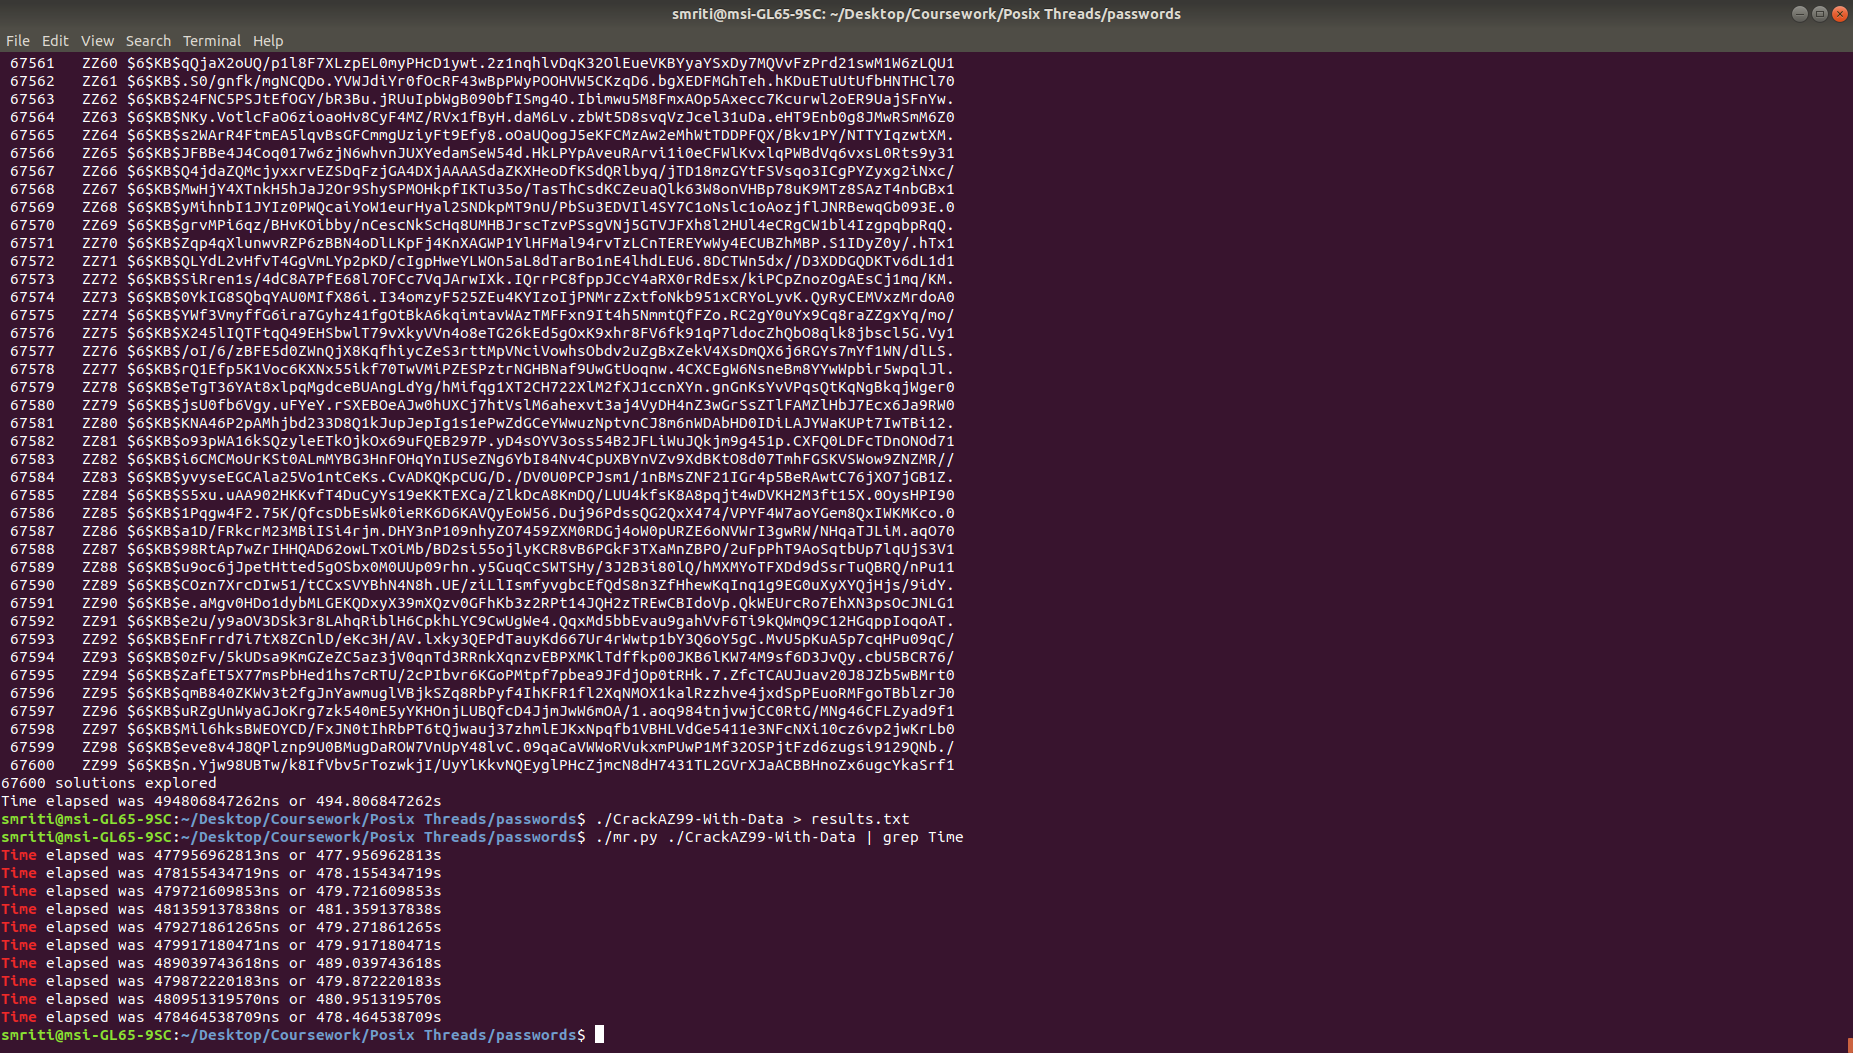 smriti@msi-GL65-9SC: ~/Desktop/Coursework/Posix Threads/passwords
File Edit View Search Terminal Help
67561 ZZ60 $6$KB$qQjaX2oUQ/p1l8F7XLzpEL0myPHcD1ywt.2z1nqhlvDqK32OlEueVKBYyaYSxDy7MQVvFzPrd21swM1W6zLQU1
67562 ZZ61 $6$KB$.S0/gnfk/mgNCQDo.YVWJdiYr0fOcRF43wBpPWyPOOHVW5CKzqD6.bgXEDFMGhTeh.hKDuETuUtUfbHNTHCl70
67563 ZZ62 $6$KB$24FNC5PSJtEfOGY/bR3Bu.jRUuIpbWgB090bfISmg4O.Ibimwu5M8FmxAOp5Axecc7Kcurwl2oER9UajSFnYw.
67564 ZZ63 $6$KB$NKy.VotlcFaO6zioaoHv8CyF4MZ/RVx1fByH.daM6Lv.zbWt5D8svqVzJcel31uDa.eHT9Enb0g8JMwRSmM6Z0
67565 ZZ64 $6$KB$s2WArR4FtmEA5lqvBsGFCmmgUziyFt9Efy8.oOaUQogJ5eKFCMzAw2eMhWtTDDPFQX/Bkv1PY/NTTYIqzwtXM.
67566 ZZ65 $6$KB$JFBBe4J4Coq017w6zjN6whvnJUXYedamSeW54d.HkLPYpAveuRArvi1i0eCFWlKvxlqPWBdVq6vxsL0Rts9y31
67567 ZZ66 $6$KB$Q4jdaZQMcjyxxrvEZSDqFzjGA4DXjAAAASdaZKXHeoDfKSdQRlbyq/jTD18mzGYtFSVsqo3ICgPYZyxg2iNxc/
67568 ZZ67 $6$KB$MwHjY4XTnkH5hJaJ2Or9ShySPMOHkpfIKTu35o/TasThCsdKCZeuaQlk63W8onVHBp78uK9MTz8SAzT4nbGBx1
67569 ZZ68 $6$KB$yMihnbI1JYIz0PWQcaiYoW1eurHyal2SNDkpMT9nU/PbSu3EDVIl4SY7C1oNslc1oAozjflJNRBewqGb093E.0
67570 ZZ69 $6$KB$grvMPi6qz/BHvKOibby/nCescNkScHq8UMHBJrscTzvPSsgVNj5GTVJFXh8l2HUl4eCRgCW1bl4IzgpqbpRqQ.
67571 ZZ70 $6$KB$Zqp4qXlunwvRZP6zBBN4oDlLKpFj4KnXAGWP1YlHFMal94rvTzLCnTEREYwWy4ECUBZhMBP.S1IDyZ0y/.hTx1
67572 ZZ71 $6$KB$QLYdL2vHfvT4GgVmLYp2pKD/cIgpHweYLWOn5aL8dTarBo1nE4lhdLEU6.8DCTWn5dx//D3XDDGQDKTv6dL1d1
67573 ZZ72 $6$KB$SiRren1s/4dC8A7PfE68l7OFCc7VqJArwIXk.IQrrPC8fppJCcY4aRX0rRdEsx/kiPCpZnozOgAEsCj1mq/KM.
67574 ZZ73 $6$KB$0YkIG8SQbqYAU0MIfX86i.I34omzyF525ZEu4KYIzoIjPNMrzZxtfoNkb951xCRYoLyvK.QyRyCEMVxzMrdoA0
67575 ZZ74 $6$KB$YWf3VmyffG6ira7Gyhz41fgOtBkA6kqimtavWAzTMFFxn9It4h5NmmtQfFZo.RC2gY0uYx9Cq8raZZgxYq/mo/
67576 ZZ75 $6$KB$X245lIQTFtqQ49EHSbwlT79vXkyVVn4o8eTG26kEd5gOxK9xhr8FV6fk91qP7ldocZhQbO8qlk8jbscl5G.Vy1
67577 ZZ76 $6$KB$/oI/6/zBFE5d0ZWnQjX8KqfhiycZeS3rttMpVNciVowhsObdv2uZgBxZekV4XsDmQX6j6RGYs7mYf1WN/dlLS.
67578 ZZ77 $6$KB$rQ1Efp5K1Voc6KXNx55ikf70TwVMiPZESPztrNGHBNaf9UwGtUoqnw.4CXCEgW6NsneBm8YYwWpbir5wpqlJl.
67579 ZZ78 $6$KB$eTgT36YAt8xlpqMgdceBUAngLdYg/hMifqg1XT2CH722XlM2fXJ1ccnXYn.gnGnKsYvVPqsQtKqNgBkqjWger0
67580 ZZ79 $6$KB$jsU0fb6Vgy.uFYeY.rSXEBOeAJw0hUXCj7htVslM6ahexvt3aj4VyDH4nZ3wGrSsZTlFAMZlHbJ7Ecx6Ja9RW0
67581 ZZ80 $6$KB$KNA46P2pAMhjbd233D8Q1kJupJepIg1s1ePwZdGCeYWwuzNptvnCJ8m6nWDAbHD0IDiLAJYWaKUPt7IwTBi12.
67582 ZZ81 $6$KB$o93pWA16kSQzyleETkOjkOx69uFQEB297P.yD4sOYV3oss54B2JFLiWuJQkjm9g451p.CXFQ0LDFcTDnONOd71
67583 ZZ82 $6$KB$i6CMCMoUrKSt0ALmMYBG3HnFOHqYnIUSeZNg6YbI84Nv4CpUXBYnVZv9XdBKtO8d07TmhFGSKVSWow9ZNZMR//
67584 ZZ83 $6$KB$yvyseEGCAla25Vo1ntCeKs.CvADKQKpCUG/D./DV0U0PCPJsm1/1nBMsZNF21IGr4p5BeRAwtC76jXO7jGB1Z.
67585 ZZ84 $6$KB$S5xu.uAA902HKKvfT4DuCyYs19eKKTEXCa/ZlkDcA8KmDQ/LUU4kfsK8A8pqjt4wDVKH2M3ft15X.0OysHPI90
67586 ZZ85 $6$KB$1Pqgw4F2.75K/QfcsDbEsWk0ieRK6D6KAVQyEoW56.Duj96PdssQG2QxX474/VPYF4W7aoYGem8QxIWKMKco.0
67587 ZZ86 $6$KB$a1D/FRkcrM23MBiISi4rjm.DHY3nP109nhyZO7459ZXM0RDGj4oW0pURZE6oNVWrI3gwRW/NHqaTJLiM.aqO70
67588 ZZ87 $6$KB$98RtAp7wZrIHHQAD62owLTxOiMb/BD2si55ojlyKCR8vB6PGkF3TXaMnZBPO/2uFpPhT9AoSqtbUp7lqUjS3V1
67589 ZZ88 $6$KB$u9oc6jJpetHtted5gOSbx0M0UUp09rhn.y5GuqCcSWTSHy/3J2B3i80lQ/hMXMYoTFXDd9dSsrTuQBRQ/nPu11
67590 ZZ89 $6$KB$COzn7XrcDIw51/tCCxSVYBhN4N8h.UE/ziLlIsmfyvgbcEfQdS8n3ZfHhewKqInq1g9EG0uXyXYQjHjs/9idY.
67591 ZZ90 $6$KB$e.aMgv0HDo1dybMLGEKQDxyX39mXQzv0GFhKb3z2RPt14JQH2zTREwCBIdoVp.QkWEUrcRo7EhXN3psOcJNLG1
67592 ZZ91 $6$KB$e2u/y9aOV3DSk3r8LAhqRiblH6CpkhLYC9CwUgWe4.QqxMd5bbEvau9gahVvF6Ti9kQWmQ9C12HGqppIoqoAT.
67593 ZZ92 $6$KB$EnFrrd7i7tX8ZCnlD/eKc3H/AV.lxky3QEPdTauyKd667Ur4rWwtp1bY3Q6oY5gC.MvU5pKuA5p7cqHPu09qC/
67594 ZZ93 $6$KB$0zFv/5kUDsa9KmGZeZC5az3jV0qnTd3RRnkXqnzvEBPXMKlTdffkp00JKB6lKW74M9sf6D3JvQy.cbU5BCR76/
67595 ZZ94 $6$KB$ZafET5X77msPbHed1hs7cRTU/2cPIbvr6KGoPMtpf7pbea9JFdjOp0tRHk.7.ZfcTCAUJuav20J8JZb5wBMrt0
67596 ZZ95 $6$KB$qmB840ZKWv3t2fgJnYawmuglVBjkSZq8RbPyf4IhKFR1fl2XqNMOX1kalRzzhve4jxdSpPEuoRMFgoTBblzrJ0
67597 ZZ96 $6$KB$uRZgUnWyaGJoKrg7zk540mE5yYKHOnjLUBQfcD4JjmJwW6mOA/1.aoq984tnjvwjCC0RtG/MNg46CFLZyad9f1
67598 ZZ97 $6$KB$Mil6hksBWEOYCD/FxJN0tIhRbPT6tQjwauj37zhmlEJKxNpqfb1VBHLVdGe5411e3NFcNXi10cz6vp2jwKrLb0
67599 ZZ98 $6$KB$eve8v4J8QPlznp9U0BMugDaROW7VnUpY48lvC.09qaCaVWWoRVukxmPUwP1Mf32OSPjtFzd6zugsi9129QNb./
67600 ZZ99 $6$KB$n.Yjw98UBTw/k8IfVbv5rTozwkjI/UyYlKkvNQEyglPHcZjmcN8dH7431TL2GVrXJaACBBHnoZx6ugcYkaSrf1
67600 solutions explored
Time elapsed was 494806847262ns or 494.806847262s
smriti@msi-GL65-9SC:~/Desktop/Coursework/Posix Threads/passwords$ ./CrackAZ99-With-Data > results.txt
smriti@msi-GL65-9SC:~/Desktop/Coursework/Posix Threads/passwords$ ./mr.py ./CrackAZ99-With-Data | grep Time
Time elapsed was 477956962813ns or 477.956962813s
Time elapsed was 478155434719ns or 478.155434719s
Time elapsed was 479721609853ns or 479.721609853s
Time elapsed was 481359137838ns or 481.359137838s
Time elapsed was 479271861265ns or 479.271861265s
Time elapsed was 479917180471ns or 479.917180471s
Time elapsed was 489039743618ns or 489.039743618s
Time elapsed was 479872220183ns or 479.872220183s
Time elapsed was 480951319570ns or 480.951319570s
Time elapsed was 478464538709ns or 478.464538709s
smriti@msi-GL65-9SC:~/Desktop/Coursework/Posix Threads/passwords$